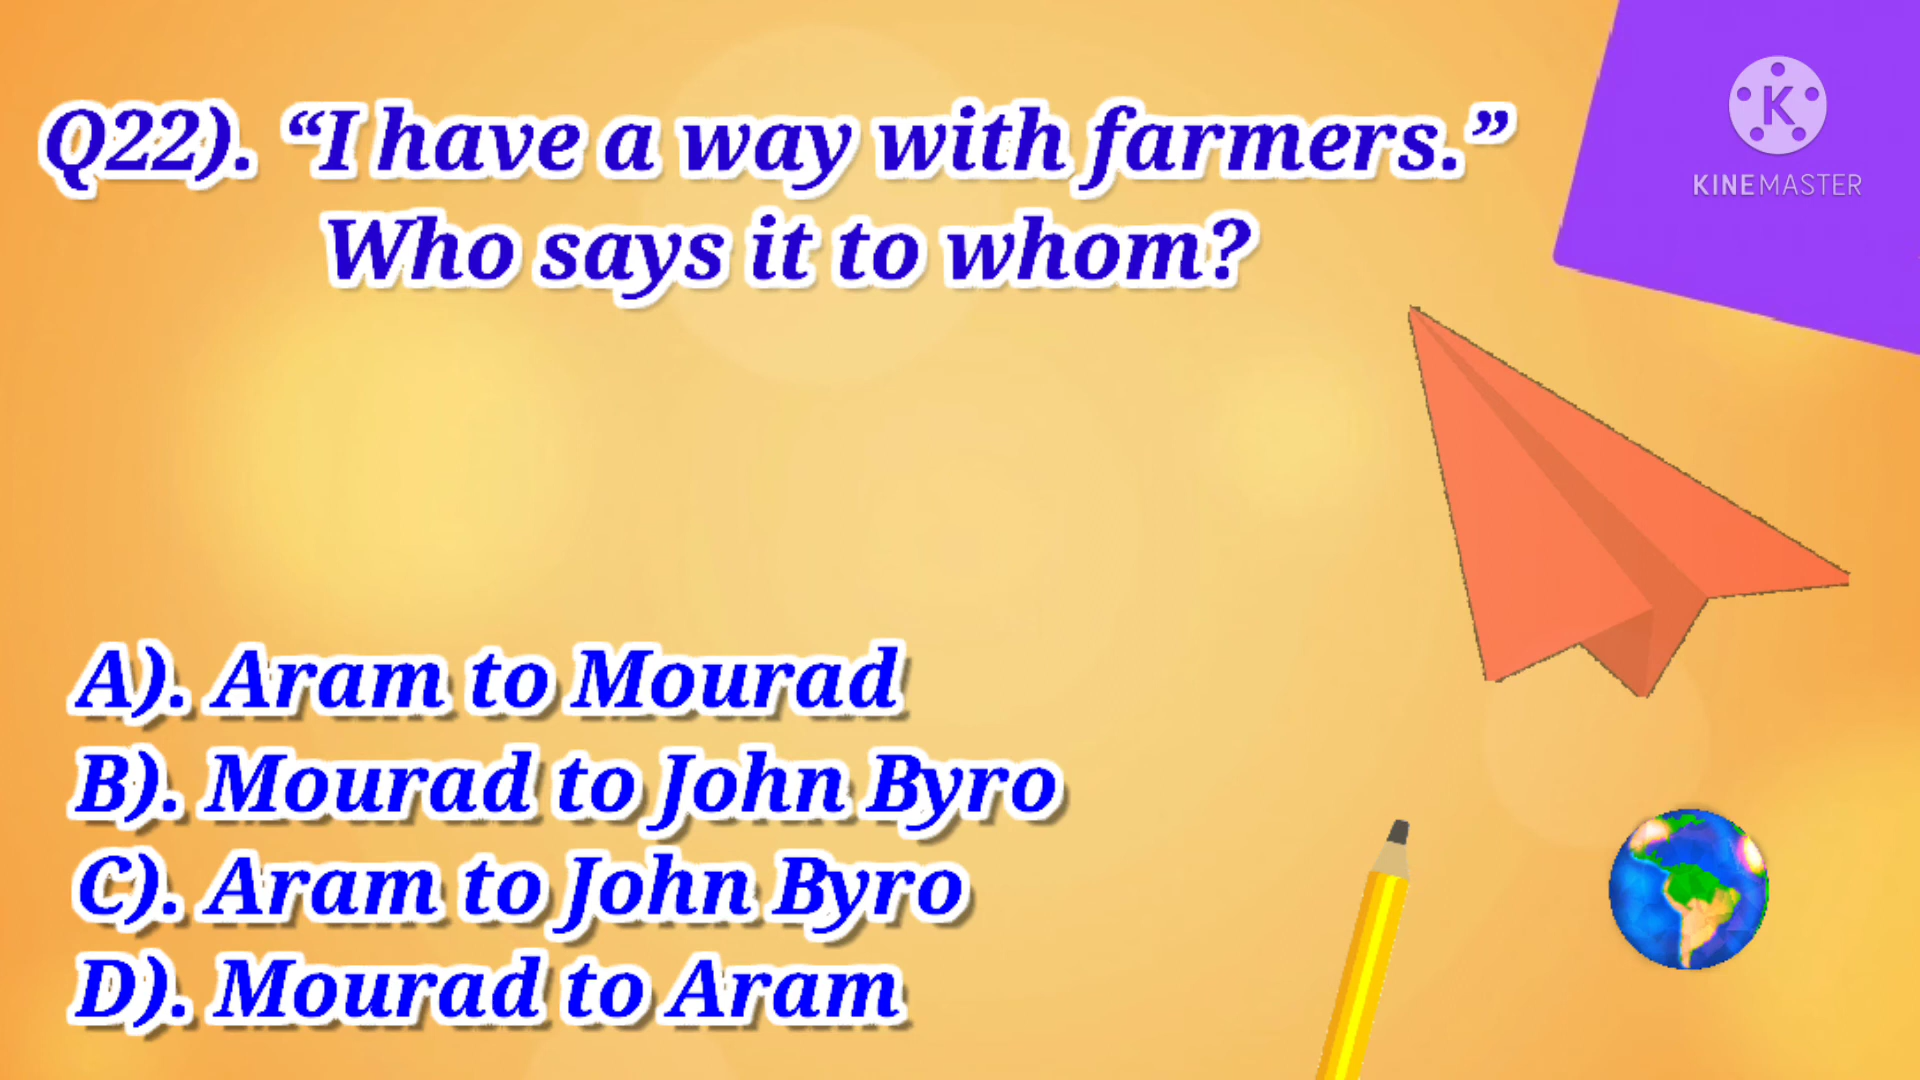 Q22). “I have a way with farmers.”
Who says it to whom?
K
KINEMASTER
A). Aram to Mourad
B). Mourad to John Byro
C). Aram to John Byro
D). Mourad to Aram